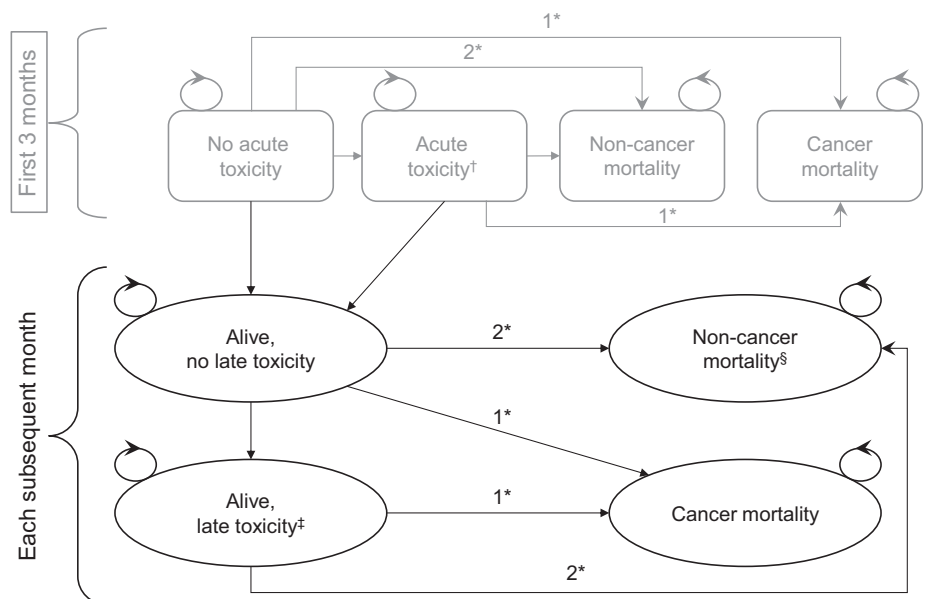 First 3 months
1*
2*
No acute
toxicity
Acute
toxicity†
Non-cancer
mortality
Cancer
mortality
1*
Each subsequent month
Alive,
no late toxicity
2*
Non-cancer
mortality§
1*
Alive,
late toxicity‡
1*
Cancer mortality
2*